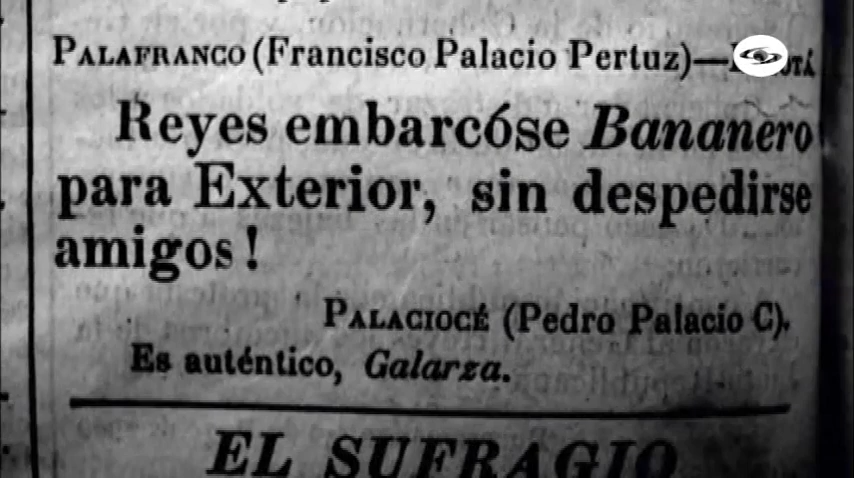 PALAFRANCO (Francisco Palacio Pertuz)—
Reyes embarcóse Bananero
para Exterior, sin despedirse
amigos!
PALACIOCÉ (Pedro Palacio C).
Es auténtico, Galarza.
EL SUFRAGIO